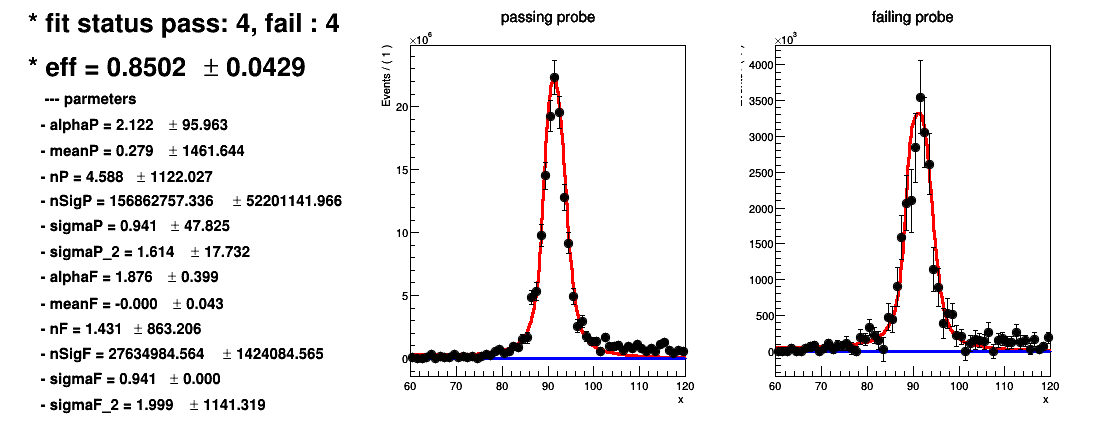 * fit status pass: 4, fail : 4
* eff = 0.8502 ± 0.0429
--- parmeters
- alphaP = 2.122 ± 95.963
- meanP = 0.279 ± 1461.644
- nP = 4.588 ± 1122.027
- nSigP = 156862757.336 ± 52201141.966
- sigmaP = 0.941 ± 47.825
- sigmaP_2 = 1.614 ± 17.732
- alphaF = 1.876 ± 0.399
- meanF = -0.000 ± 0.043
- nF = 1.431 ± 863.206
- nSigF = 27634984.564 ± 1424084.565
- sigmaF = 0.941 ± 0.000
- sigmaF_2 = 1.999 ± 1141.319
passing probe
×10⁶
Events / ( 1 )
20
15
10
5
0
60 70 80 90 100 110 120
x
failing probe
×10³
4000
3500
3000
2500
2000
1500
1000
500
0
60 70 80 90 100 110 120
x